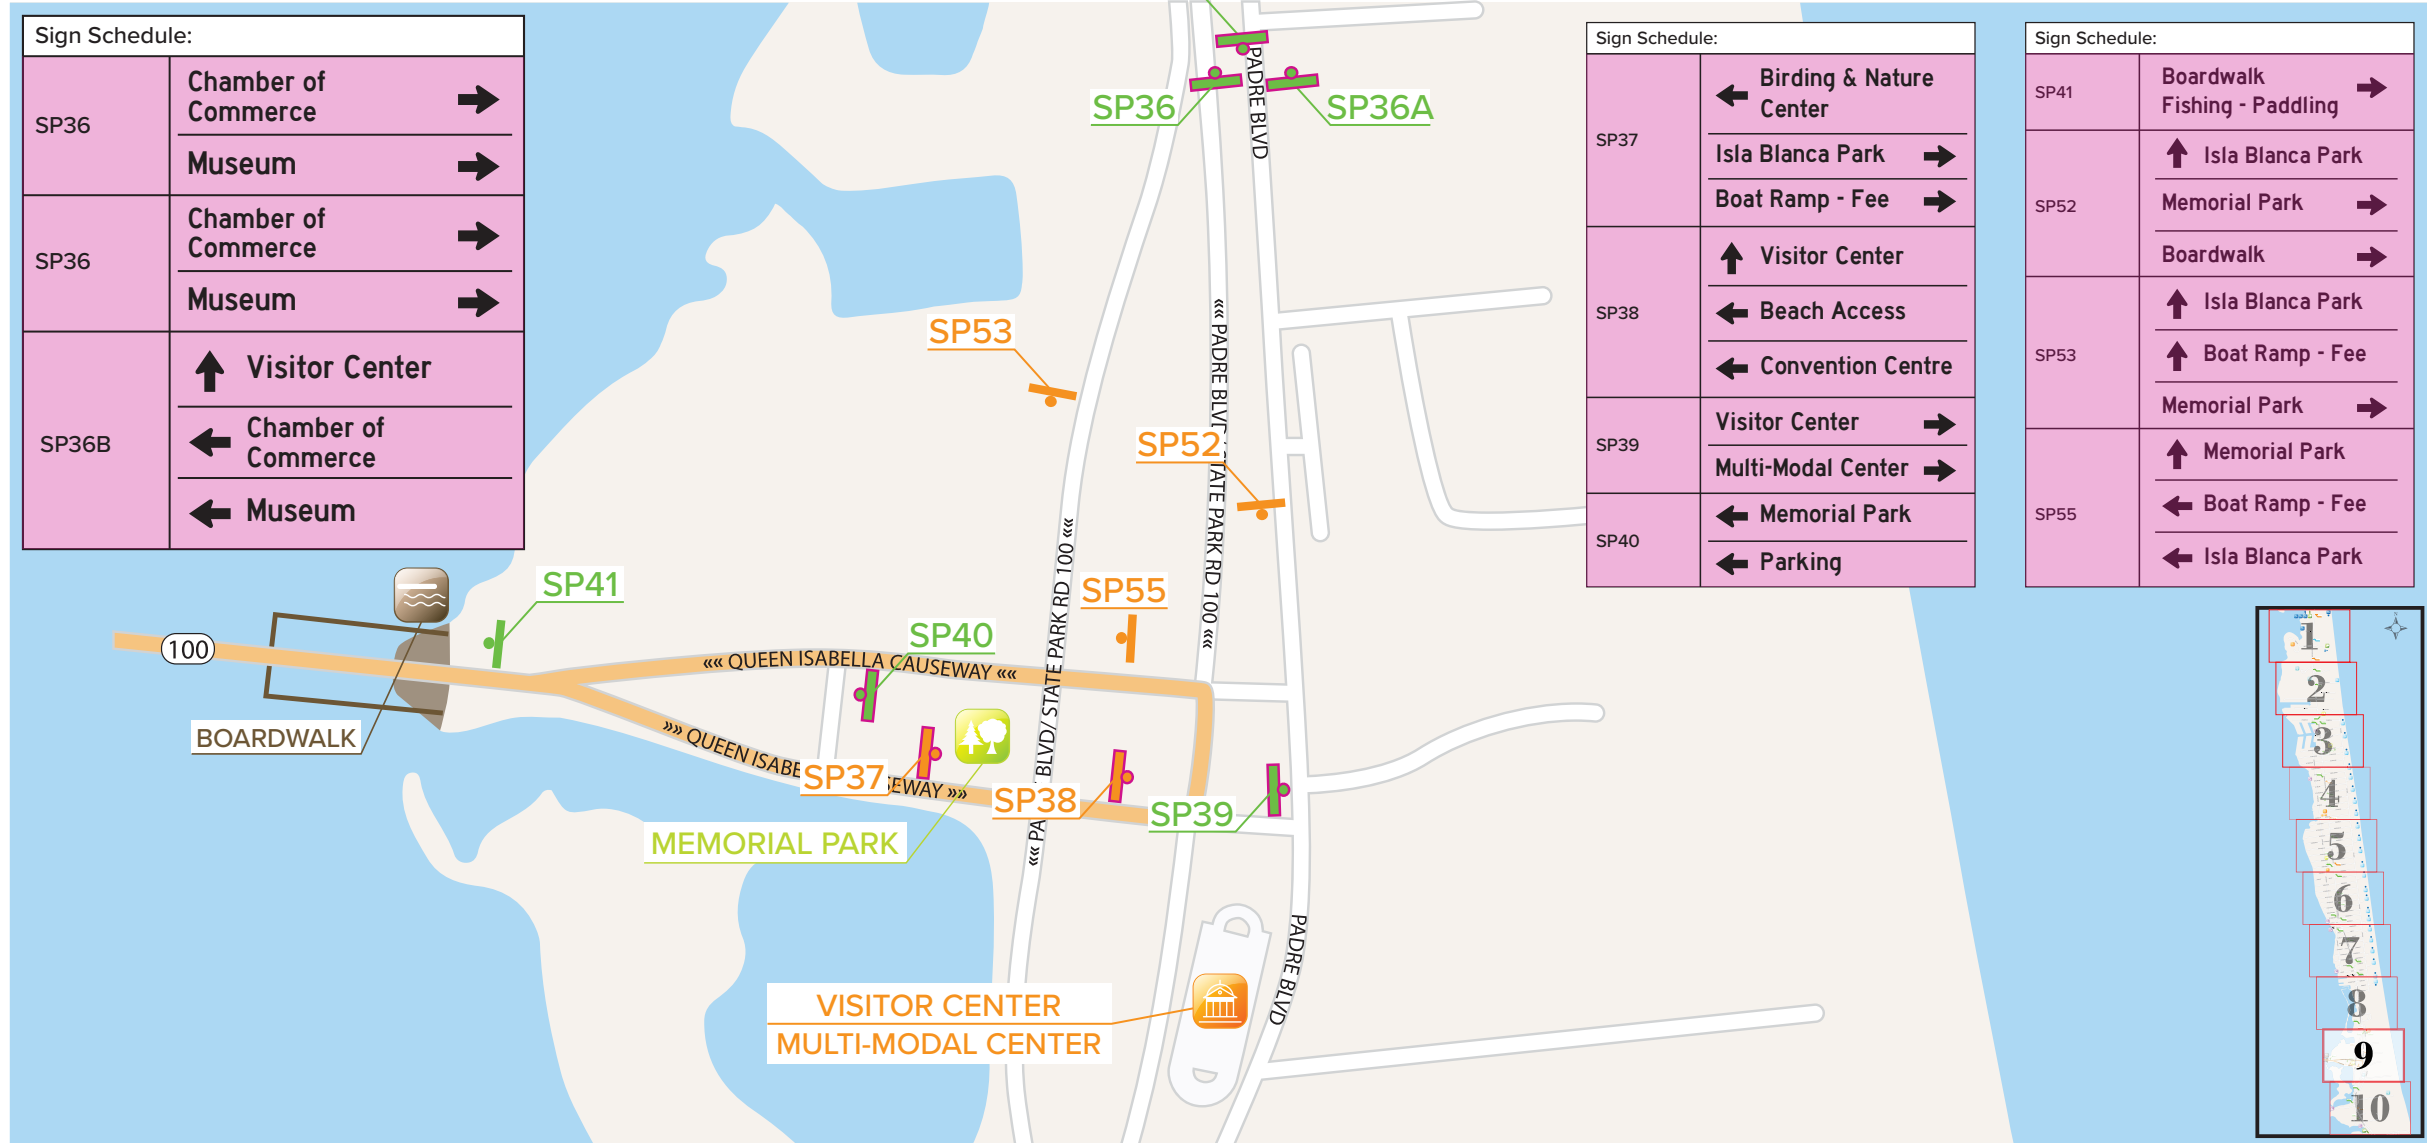 Sign Schedule:
SP36
Chamber of
Commerce
Museum
SP36
Chamber of
Commerce
Museum
SP36B
Visitor Center
Chamber of
Commerce
Museum
Sign Schedule:
SP37
Birding & Nature
Center
Isla Blanca Park
Boat Ramp - Fee
SP38
Visitor Center
Beach Access
Convention Centre
SP39
Visitor Center
Multi-Modal Center
SP40
Memorial Park
Parking
Sign Schedule:
SP41
Boardwalk
Fishing - Paddling
SP52
Isla Blanca Park
Memorial Park
Boardwalk
SP53
Isla Blanca Park
Boat Ramp - Fee
Memorial Park
SP55
Memorial Park
Boat Ramp - Fee
Isla Blanca Park
SP36
SP36A
PADRE BLVD
SP53
SP52
«« PADRE BLVD/ STATE PARK RD 100 ««
SP41
SP55
SP40
100
«« QUEEN ISABELLA CAUSEWAY ««
BOARDWALK
»» QUEEN ISABE
SEWAY »»
SP37
SP38
SP39
«« PA
BLVD/ STATE PARK RD 100 ««
MEMORIAL PARK
PADRE BLVD
VISITOR CENTER
MULTI-MODAL CENTER
1
2
3
4
5
6
7
8
9
10